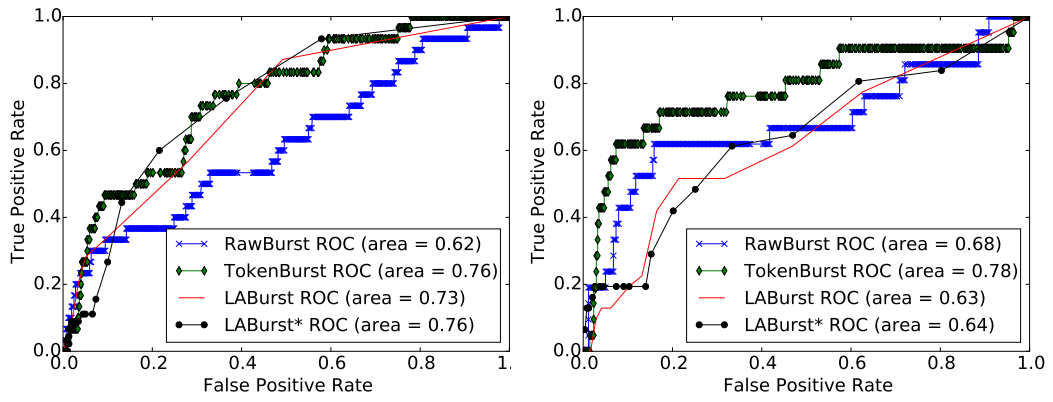 1.0
0.8
0.6
0.4
0.2
0.0
True Positive Rate
0.0 0.2 0.4 0.6 0.8 1.
False Positive Rate
RawBurst ROC (area = 0.62)
TokenBurst ROC (area = 0.76)
LABurst ROC (area = 0.73)
LABurst* ROC (area = 0.76)
1.0
0.8
0.6
0.4
0.2
0.0
True Positive Rate
0.0 0.2 0.4 0.6 0.8 1.0
False Positive Rate
RawBurst ROC (area = 0.68)
TokenBurst ROC (area = 0.78)
LABurst ROC (area = 0.63)
LABurst* ROC (area = 0.64)